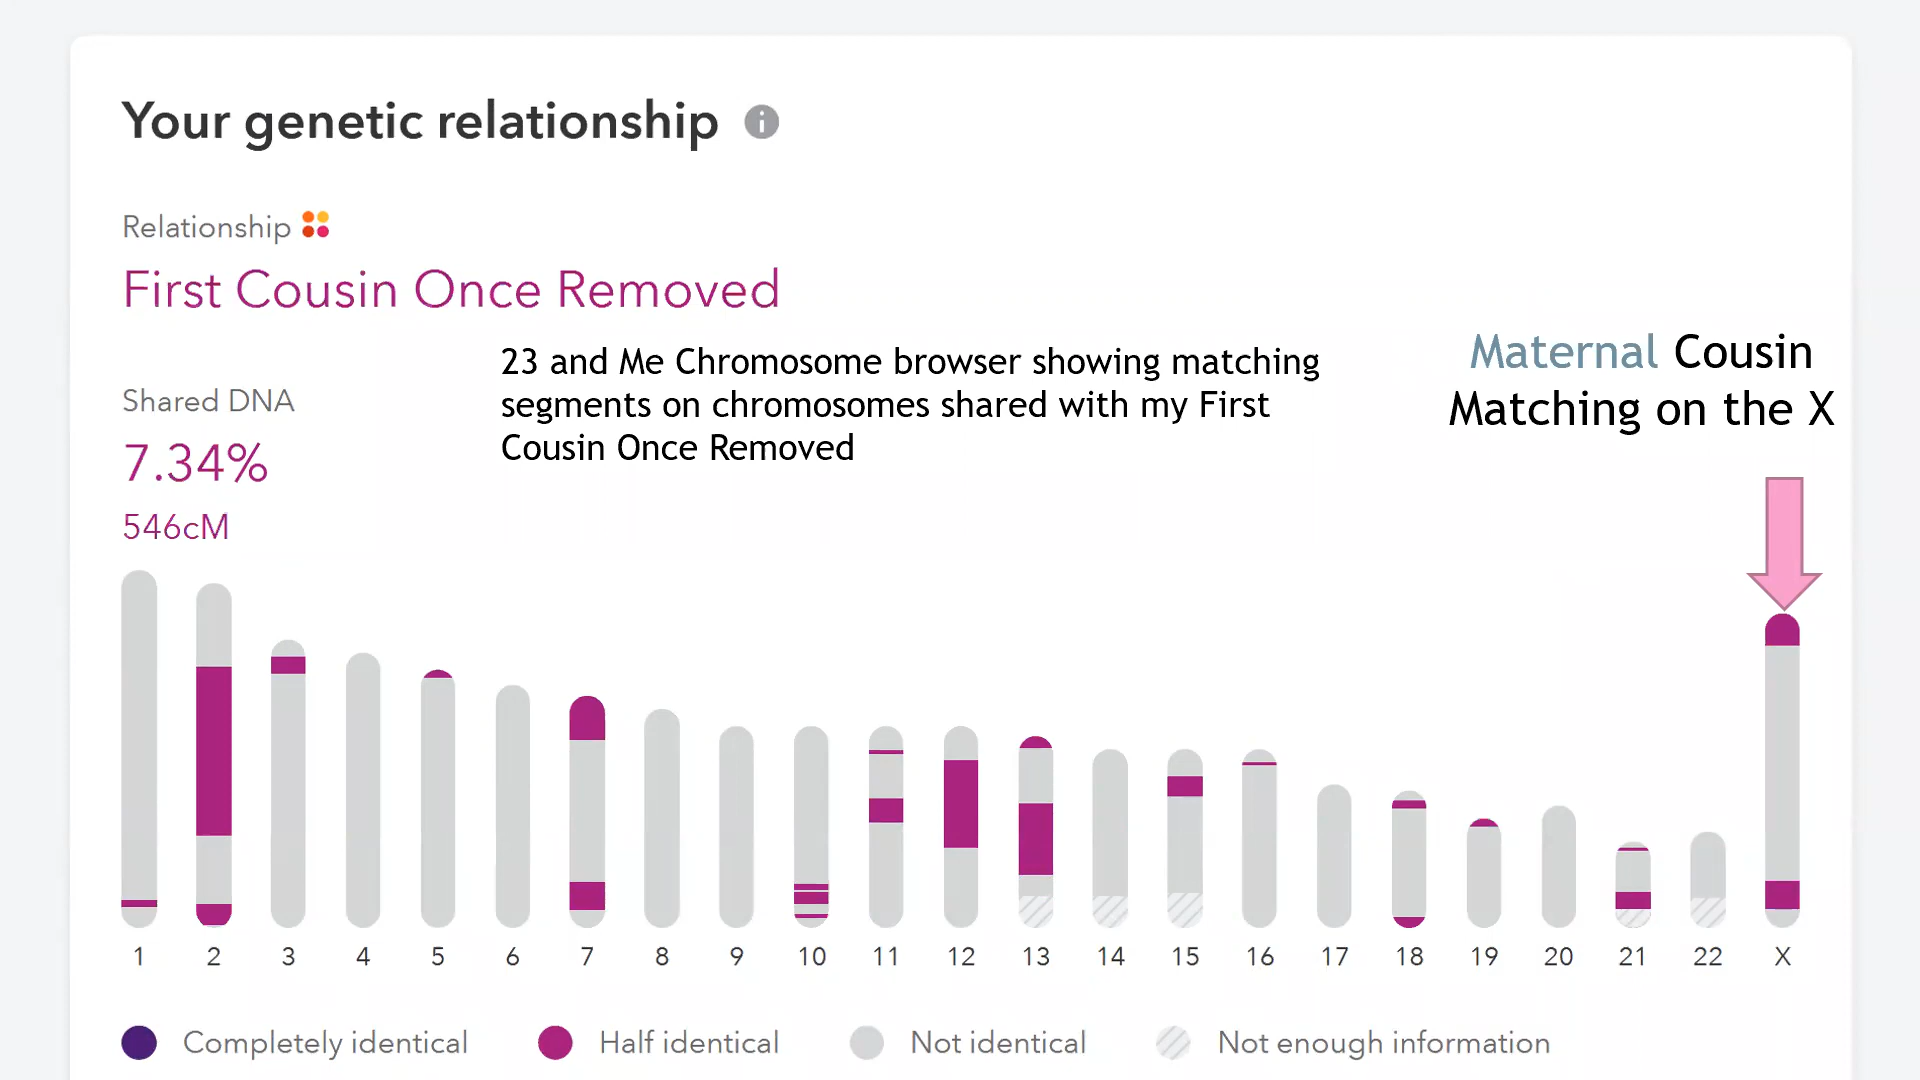 Your genetic relationship
Relationship
First Cousin Once Removed
23 and Me Chromosome browser showing matching
segments on chromosomes shared with my First
Cousin Once Removed
Maternal Cousin
Matching on the X
Shared DNA
7.34%
546cM
1 2 3 4 5 6 7 8 9 10 11 12 13 14 15 16 17 18 19 20 21 22 X
Completely identical Half identical Not identical Not enough information